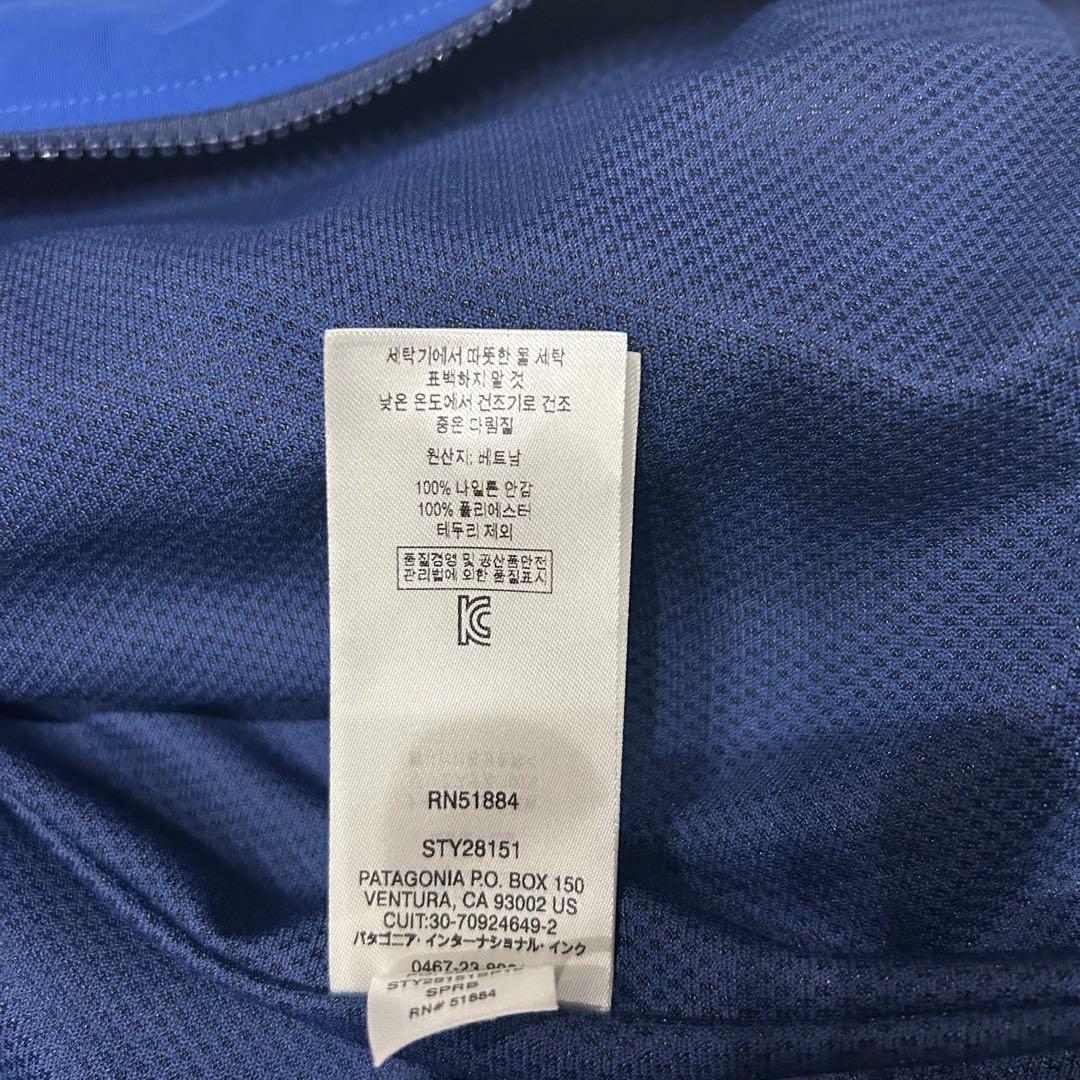 세탁기에서 따뜻한 물 세탁
표백하지 말 것
낮은 온도에서 건조기로 건조
중온 다림질
원산지: 베트남
100% 나일론 안감
100% 폴리에스터
테두리 제외
품질경영 및 공산품안전
관리법에 의한 품질표시
RN51884
STY28151
PATAGONIA P.O. BOX 150
VENTURA, CA 93002 US
CUIT:30-70924649-2
パタゴニア・インターナショナル・インク
0467-23-
SPRB
RN# 51884